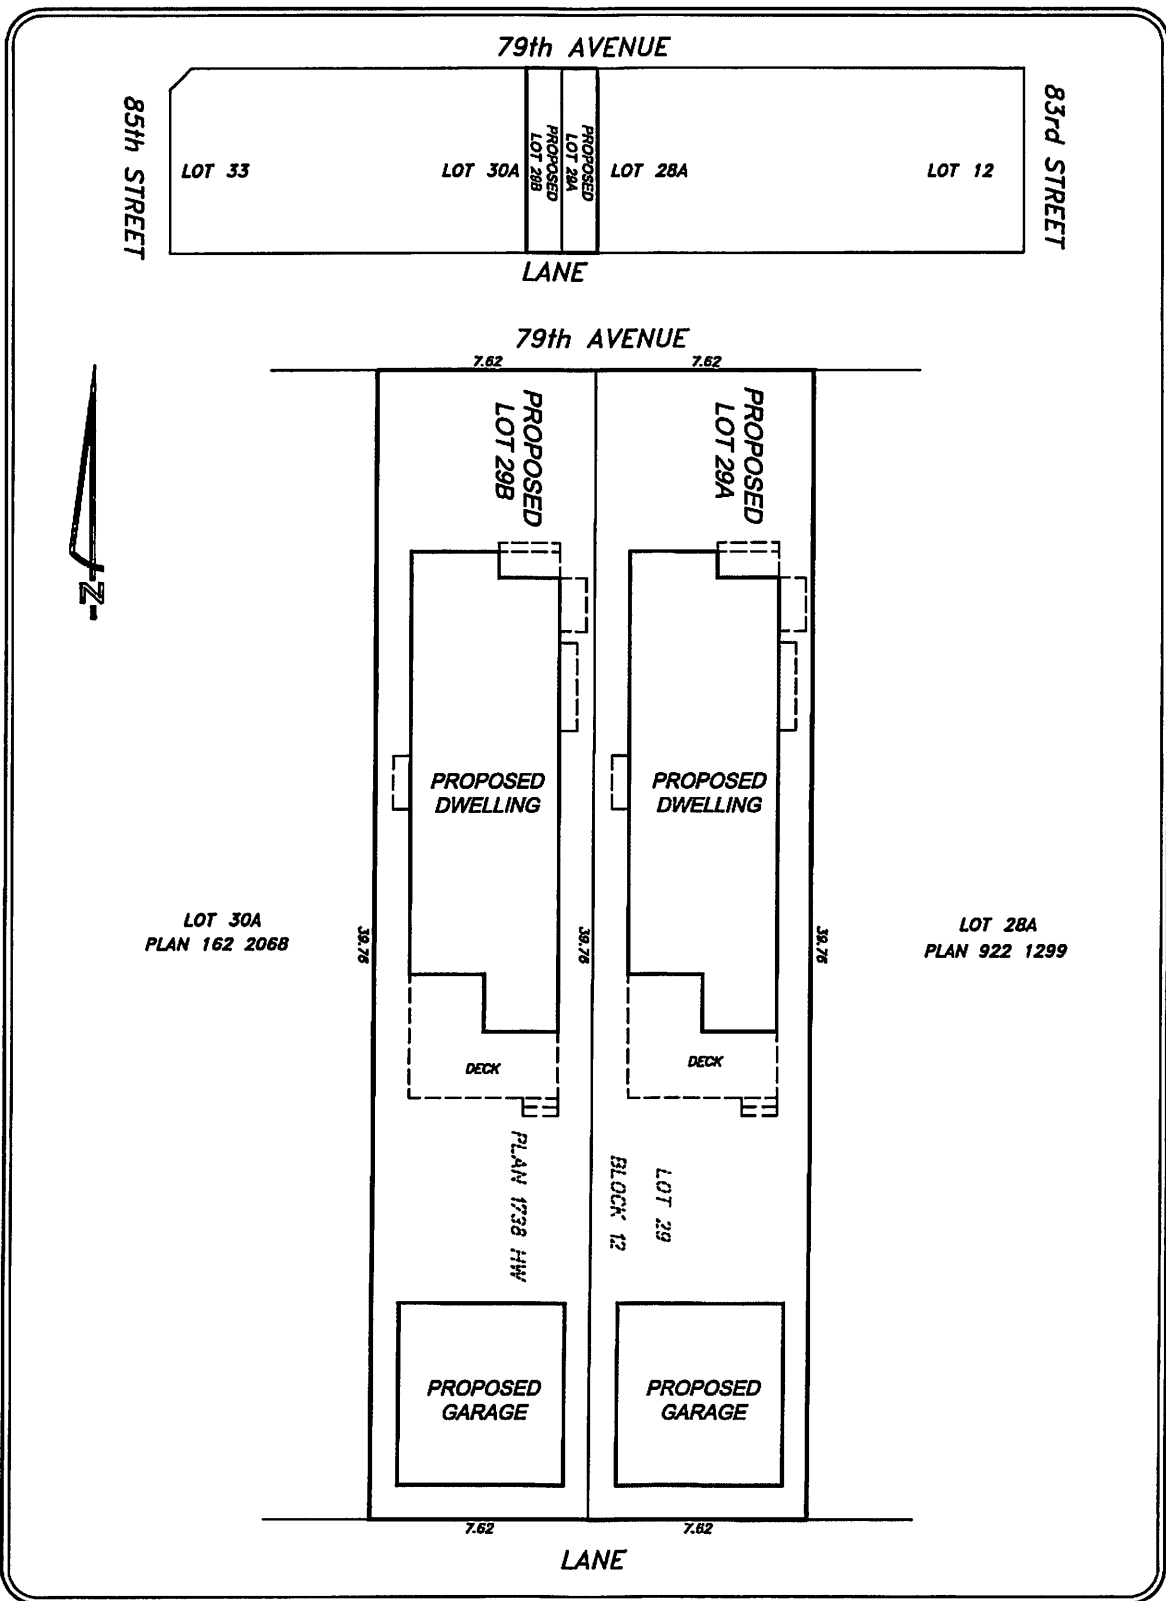 79th AVENUE
85th STREET
LOT 33
LOT 30A
PROPOSED
LOT 29B
PROPOSED
LOT 29A
LOT 28A
LOT 12
83rd STREET
LANE
79th AVENUE
7.62
7.62
PROPOSED
LOT 29B
PROPOSED
LOT 29A
N
PROPOSED
DWELLING
PROPOSED
DWELLING
LOT 30A
PLAN 162 2068
39.76
39.76
39.76
LOT 28A
PLAN 922 1299
DECK
DECK
PLAN 1738 HW
LOT 29
BLOCK 12
PROPOSED
GARAGE
PROPOSED
GARAGE
7.62
7.62
LANE